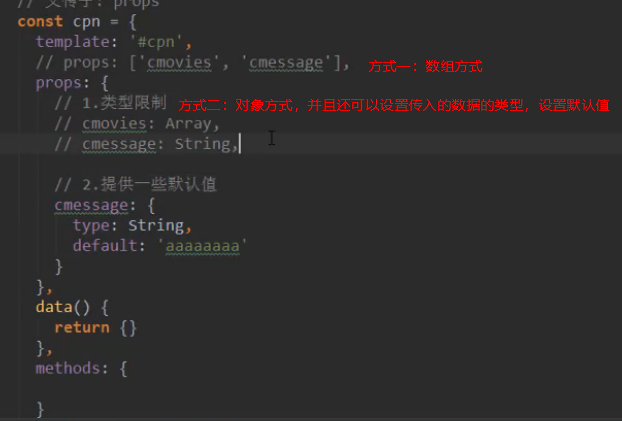 // 父传子: props
const cpn = {
template: '#cpn',
// props: ['cmovies', 'cmessage'], 方式一：数组方式
props: {
// 1.类型限制 方式二：对象方式，并且还可以设置传入的数据的类型，设置默认值
// cmovies: Array,
// cmessage: String,
// 2.提供一些默认值
cmessage: {
type: String,
default: 'aaaaaaaa'
}
},
data() {
return {}
},
methods: {
}